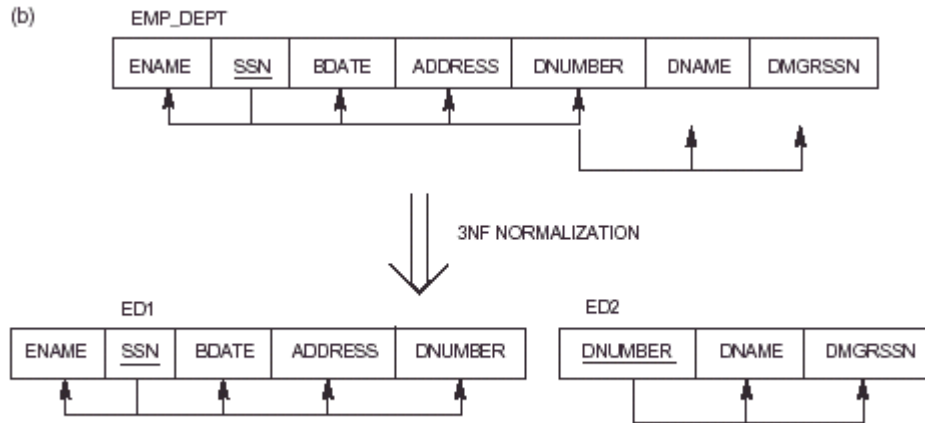 (b)
EMP_DEPT
ENAME SSN BDATE ADDRESS DNUMBER DNAME DMGRSSN
3NF NORMALIZATION
ED1 ED2
ENAME SSN BDATE ADDRESS DNUMBER DNUMBER DNAME DMGRSSN